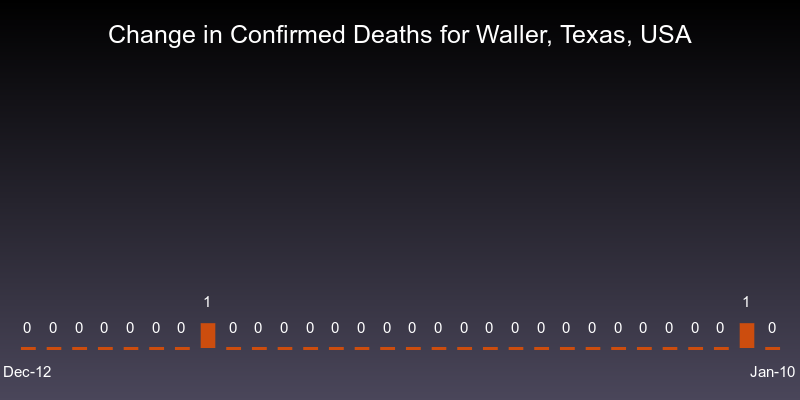 Change in Confirmed Deaths for Waller, Texas, USA
1 1
0 0 0 0 0 0 0 0 0 0 0 0 0 0 0 0 0 0 0 0 0 0 0 0 0 0 0 0
Dec-12 Jan-10